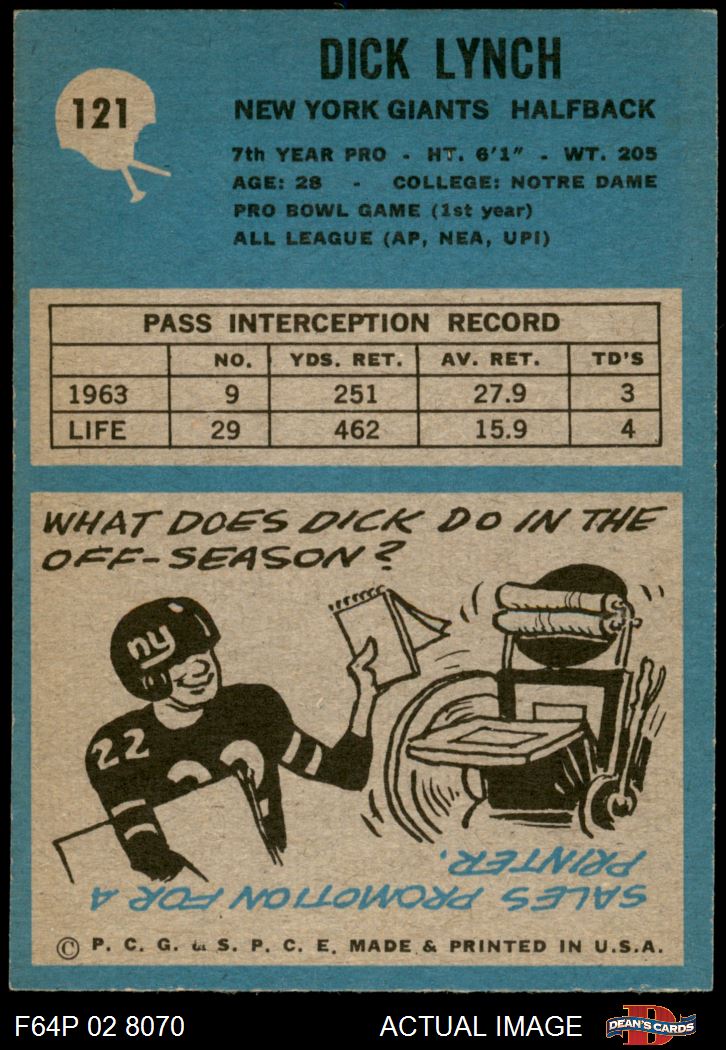 121
DICK LYNCH
NEW YORK GIANTS HALFBACK
7th YEAR PRO - HT. 6'1" - WT. 205
AGE: 28 - COLLEGE: NOTRE DAME
PRO BOWL GAME (1st year)
ALL LEAGUE (AP, NEA, UPI)
PASS INTERCEPTION RECORD
NO. YDS. RET. AV. RET. TD'S
1963 9 251 27.9 3
LIFE 29 462 15.9 4
WHAT DOES DICK DO IN THE
OFF-SEASON?
ny
22
22
SALES PROMOTION FOR A
PRINTER.
© P. C. G. & S. P. C. E. MADE & PRINTED IN U.S.A.
F64P 02 8070 ACTUAL IMAGE
D
DEAN'S CARDS